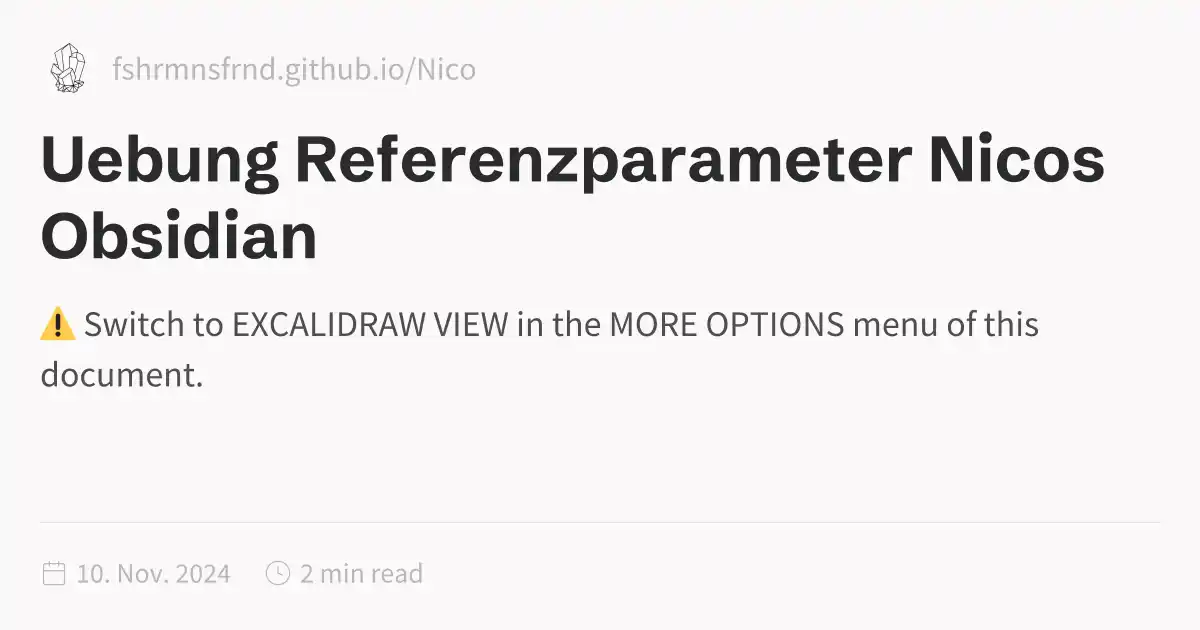 fshrmnsfrnd.github.io/Nico
Uebung Referenzparameter Nicos
Obsidian
⚠️ Switch to EXCALIDRAW VIEW in the MORE OPTIONS menu of this
document.
10. Nov. 2024 2 min read